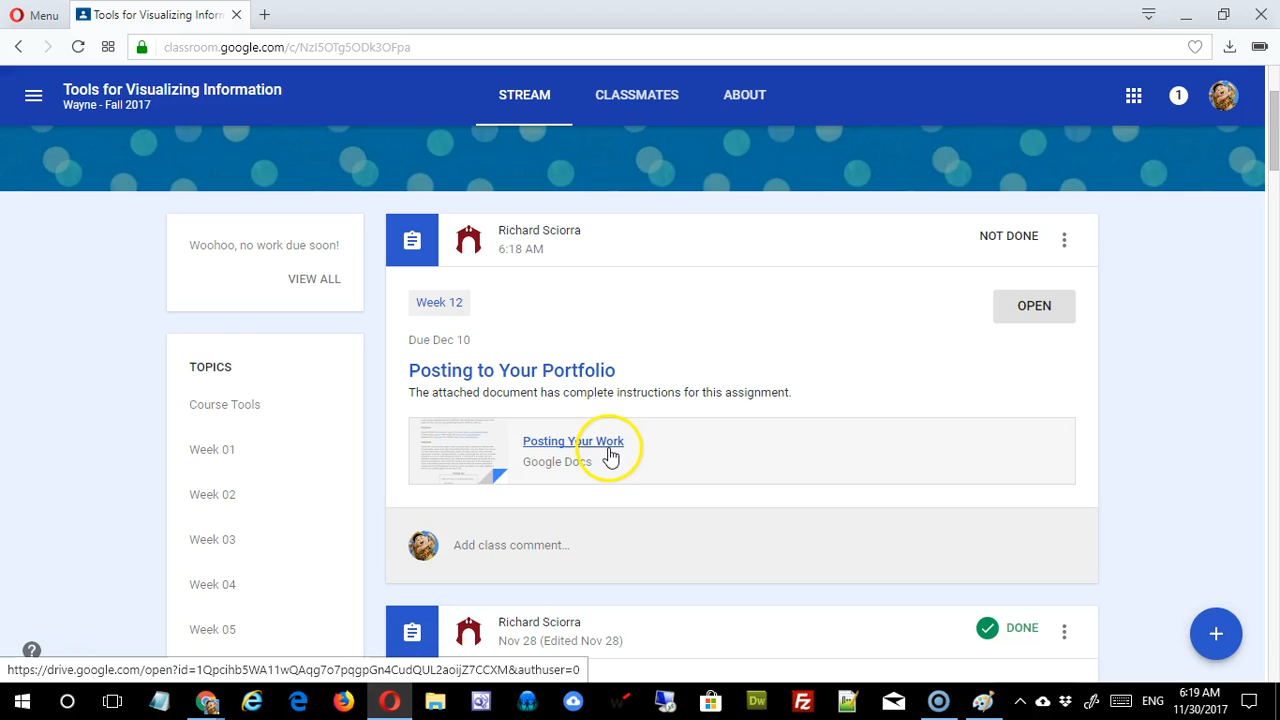 Menu
Tools for Visualizing Inform
classroom.google.com/c/NzI5OTg5ODk3OFpa
Tools for Visualizing Information
Wayne - Fall 2017
STREAM
CLASSMATES
ABOUT
1
Woohoo, no work due soon!
VIEW ALL
TOPICS
Course Tools
Week 01
Week 02
Week 03
Week 04
Week 05
Richard Sciorra
6:18 AM
NOT DONE
Week 12
OPEN
Due Dec 10
Posting to Your Portfolio
The attached document has complete instructions for this assignment.
Posting Your Work
Google Docs
Add class comment...
Richard Sciorra
Nov 28 (Edited Nov 28)
DONE
https://drive.google.com/open?id=1Qpcihb5WA11wQAqg7o7pqgpGn4CudQUL2aoijZ7CCXM&authuser=0
ENG
6:19 AM
11/30/2017